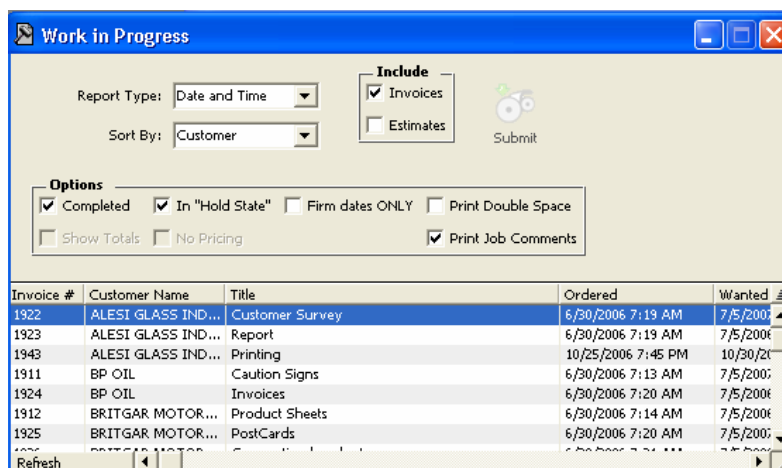 Work in Progress
Include
Report Type: Date and Time Invoices
Sort By: Customer Estimates Submit
Options
Completed In "Hold State" Firm dates ONLY Print Double Space
Show Totals No Pricing Print Job Comments
Invoice # Customer Name Title Ordered Wanted
1922 ALESI GLASS IND... Customer Survey 6/30/2006 7:19 AM
1923 ALESI GLASS IND... Report 6/30/2006 7:19 AM
1943 ALESI GLASS IND... Printing 10/25/2006 7:45 PM
1911 BP OIL Caution Signs 6/30/2006 7:13 AM
1924 BP OIL Invoices 6/30/2006 7:20 AM
1912 BRITGAR MOTOR... Product Sheets 6/30/2006 7:14 AM
1925 BRITGAR MOTOR... PostCards 6/30/2006 7:20 AM
Refresh